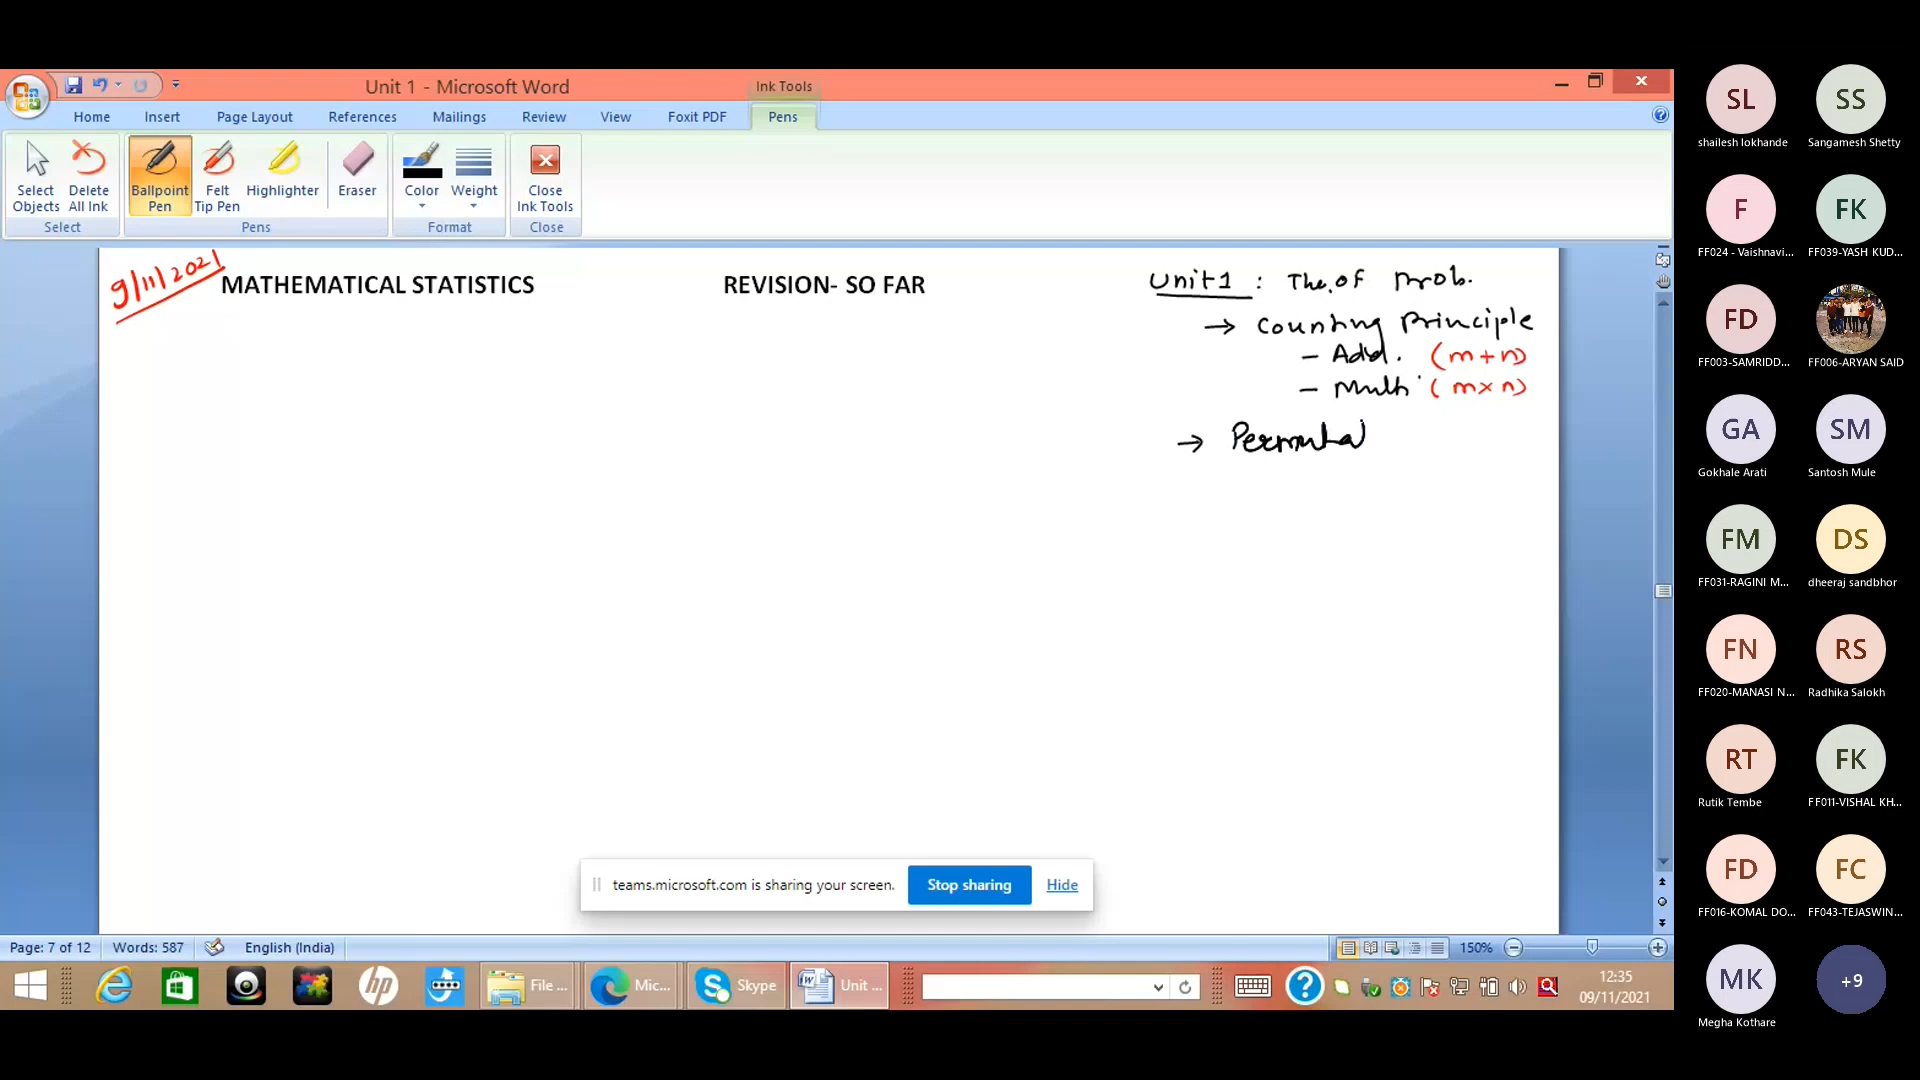 Unit 1 - Microsoft Word
Ink Tools
Home Insert Page Layout References Mailings Review View Foxit PDF Pens
Select Objects
Delete All Ink
Ballpoint Pen
Felt Tip Pen
Highlighter
Eraser
Color
Weight
Close Ink Tools
Select Pens Format Close
9/11/2021 MATHEMATICAL STATISTICS REVISION- SO FAR
Unit 1 : The. of Prob.
→ Counting Principle
- Add. (m+n)
- Multi (m×n)
→ Permuta
teams.microsoft.com is sharing your screen. Stop sharing Hide
Page: 7 of 12 Words: 587 English (India) 150%
hp File ... Mic... Skype Unit ...
12:35
09/11/2021
SL SS
shailesh lokhande Sangamesh Shetty
F FK
FF024 - Vaishnavi... FF039-YASH KUD...
FD
FF003-SAMRIDD... FF006-ARYAN SAID
GA SM
Gokhale Arati Santosh Mule
FM DS
FF031-RAGINI M... dheeraj sandbhor
FN RS
FF020-MANASI N... Radhika Salokh
RT FK
Rutik Tembe FF011-VISHAL KH...
FD FC
FF016-KOMAL DO... FF043-TEJASWIN...
MK +9
Megha Kothare